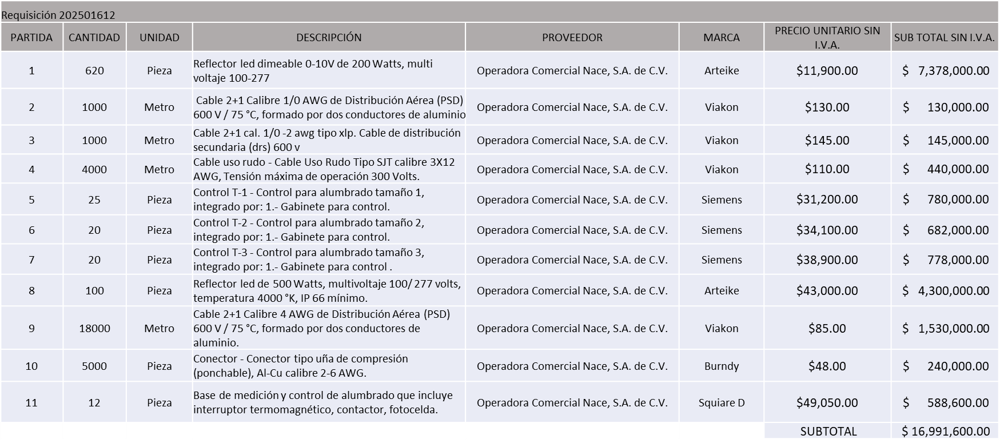 Requisición 202501612
PARTIDA CANTIDAD UNIDAD DESCRIPCIÓN PROVEEDOR MARCA PRECIO UNITARIO SIN I.V.A. SUB TOTAL SIN I.V.A.
1 620 Pieza Reflector led dimeable 0-10V de 200 Watts, multi
voltaje 100-277 Operadora Comercial Nace, S.A. de C.V. Arteike $11,900.00 $ 7,378,000.00
2 1000 Metro Cable 2+1 Calibre 1/0 AWG de Distribución Aérea (PSD)
600 V / 75 °C, formado por dos conductores de aluminio Operadora Comercial Nace, S.A. de C.V. Viakon $130.00 $ 130,000.00
3 1000 Metro Cable 2+1 cal. 1/0 -2 awg tipo xlp. Cable de distribución
secundaria (drs) 600 v Operadora Comercial Nace, S.A. de C.V. Viakon $145.00 $ 145,000.00
4 4000 Metro Cable uso rudo - Cable Uso Rudo Tipo SJT calibre 3X12
AWG, Tensión máxima de operación 300 Volts. Operadora Comercial Nace, S.A. de C.V. Viakon $110.00 $ 440,000.00
5 25 Pieza Control T-1 - Control para alumbrado tamaño 1,
integrado por: 1.- Gabinete para control. Operadora Comercial Nace, S.A. de C.V. Siemens $31,200.00 $ 780,000.00
6 20 Pieza Control T-2 - Control para alumbrado tamaño 2,
integrado por: 1.- Gabinete para control. Operadora Comercial Nace, S.A. de C.V. Siemens $34,100.00 $ 682,000.00
7 20 Pieza Control T-3 - Control para alumbrado tamaño 3,
integrado por: 1.- Gabinete para control . Operadora Comercial Nace, S.A. de C.V. Siemens $38,900.00 $ 778,000.00
8 100 Pieza Reflector led de 500 Watts, multivoltaje 100/ 277 volts,
temperatura 4000 °K, IP 66 mínimo. Operadora Comercial Nace, S.A. de C.V. Arteike $43,000.00 $ 4,300,000.00
9 18000 Metro Cable 2+1 Calibre 4 AWG de Distribución Aérea (PSD)
600 V / 75 °C, formado por dos conductores de
aluminio. Operadora Comercial Nace, S.A. de C.V. Viakon $85.00 $ 1,530,000.00
10 5000 Pieza Conector - Conector tipo uña de compresión
(ponchable), Al-Cu calibre 2-6 AWG. Operadora Comercial Nace, S.A. de C.V. Burndy $48.00 $ 240,000.00
11 12 Pieza Base de medición y control de alumbrado que incluye
interruptor termomagnético, contactor, fotocelda. Operadora Comercial Nace, S.A. de C.V. Squiare D $49,050.00 $ 588,600.00
SUBTOTAL $ 16,991,600.00